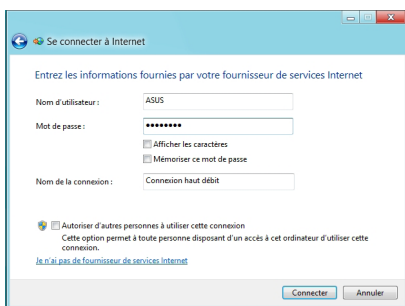 Se connecter à Internet
Entrez les informations fournies par votre fournisseur de services Internet
Nom d'utilisateur : ASUS
Mot de passe : ••••••••
Afficher les caractères
Mémoriser ce mot de passe
Nom de la connexion : Connexion haut débit
Autoriser d'autres personnes à utiliser cette connexion
Cette option permet à toute personne disposant d'un accès à cet ordinateur d'utiliser cette
connexion.
Je n'ai pas de fournisseur de services Internet
Connecter Annuler